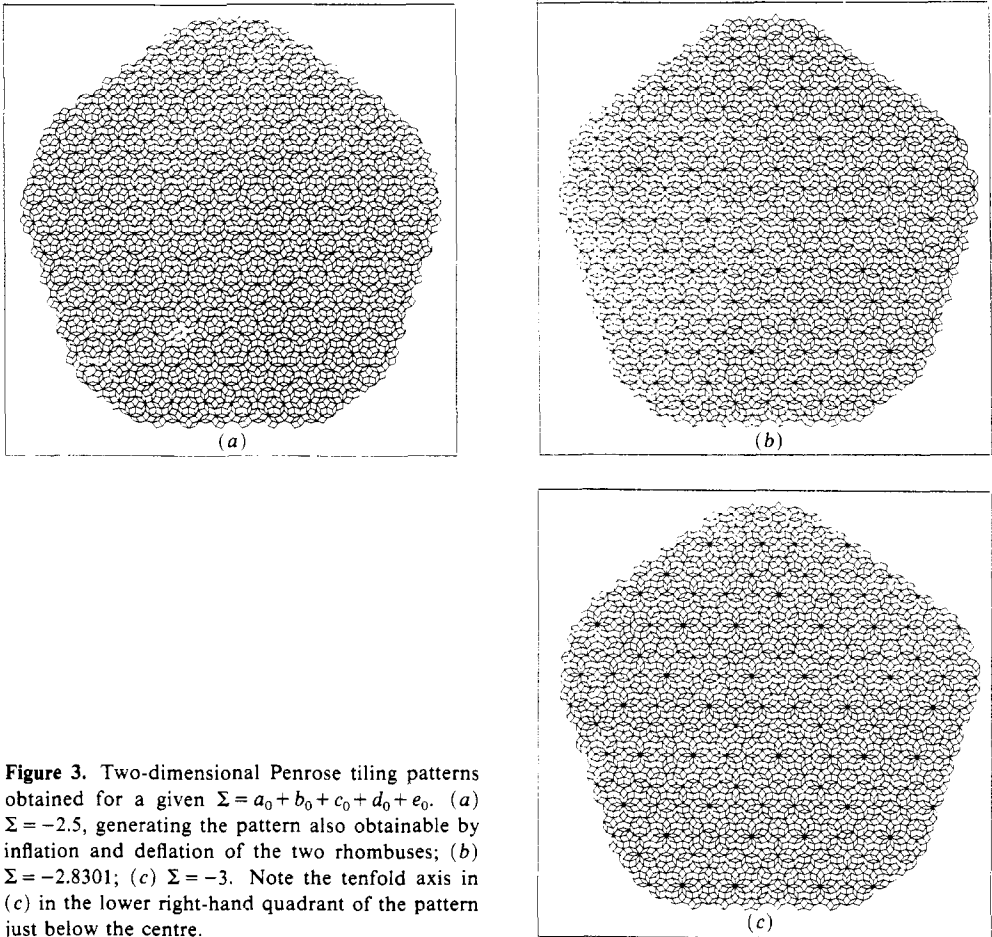 (a)
(b)
Figure 3. Two-dimensional Penrose tiling patterns
obtained for a given Σ = a₀ + b₀ + c₀ + d₀ + e₀. (a)
Σ = −2.5, generating the pattern also obtainable by
inflation and deflation of the two rhombuses; (b)
Σ = −2.8301; (c) Σ = −3. Note the tenfold axis in
(c) in the lower right-hand quadrant of the pattern
just below the centre.
(c)